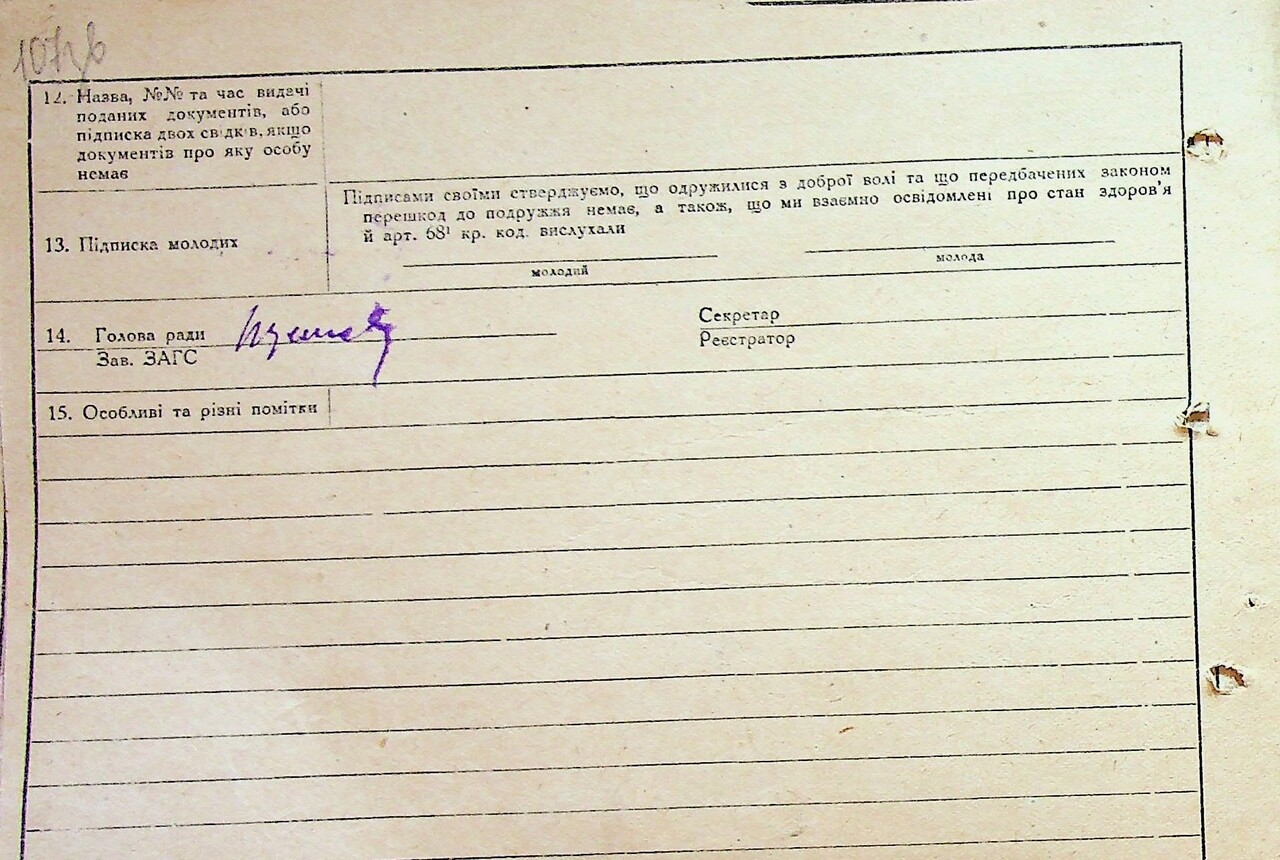 12. Назва, №№ та час видачі
поданих документів, або
підписка двох свідків, якщо
документів про яку особу
немає
Підписами своїми стверджуємо, що одружилися з доброї волі та що передбачених законом
перешкод до подружжя немає, а також, що ми взаємно освідомлені про стан здоров'я
й арт. 68¹ кр. код. вислухали
13. Підписка молодих
молодий
молода
14. Голова ради
Зав. ЗАГС
Секретар
Реєстратор
15. Особливі та різні помітки